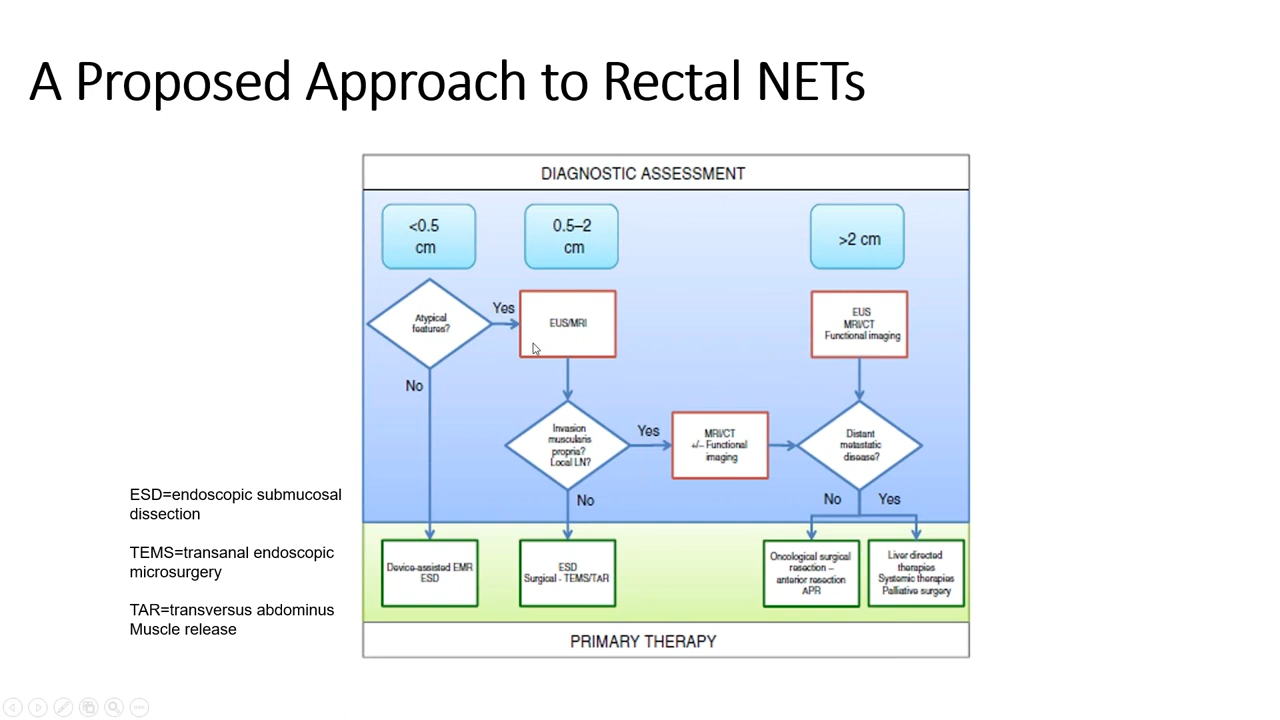 A Proposed Approach to Rectal NETs
DIAGNOSTIC ASSESSMENT
<0.5
cm
0.5–2
cm
>2 cm
Atypical
features?
Yes
EUS/MRI
EUS
MRI/CT
Functional imaging
No
Invasion
muscularis
propria?
Local LN?
Yes
MRI/CT
+/– Functional
imaging
Distant
metastatic
disease?
No
No
Yes
ESD=endoscopic submucosal
dissection
TEMS=transanal endoscopic
microsurgery
TAR=transversus abdominus
Muscle release
Device-assisted EMR
ESD
ESD
Surgical - TEMS/TAR
Oncological surgical
resection –
anterior resection
APR
Liver directed
therapies
Systemic therapies
Palliative surgery
PRIMARY THERAPY